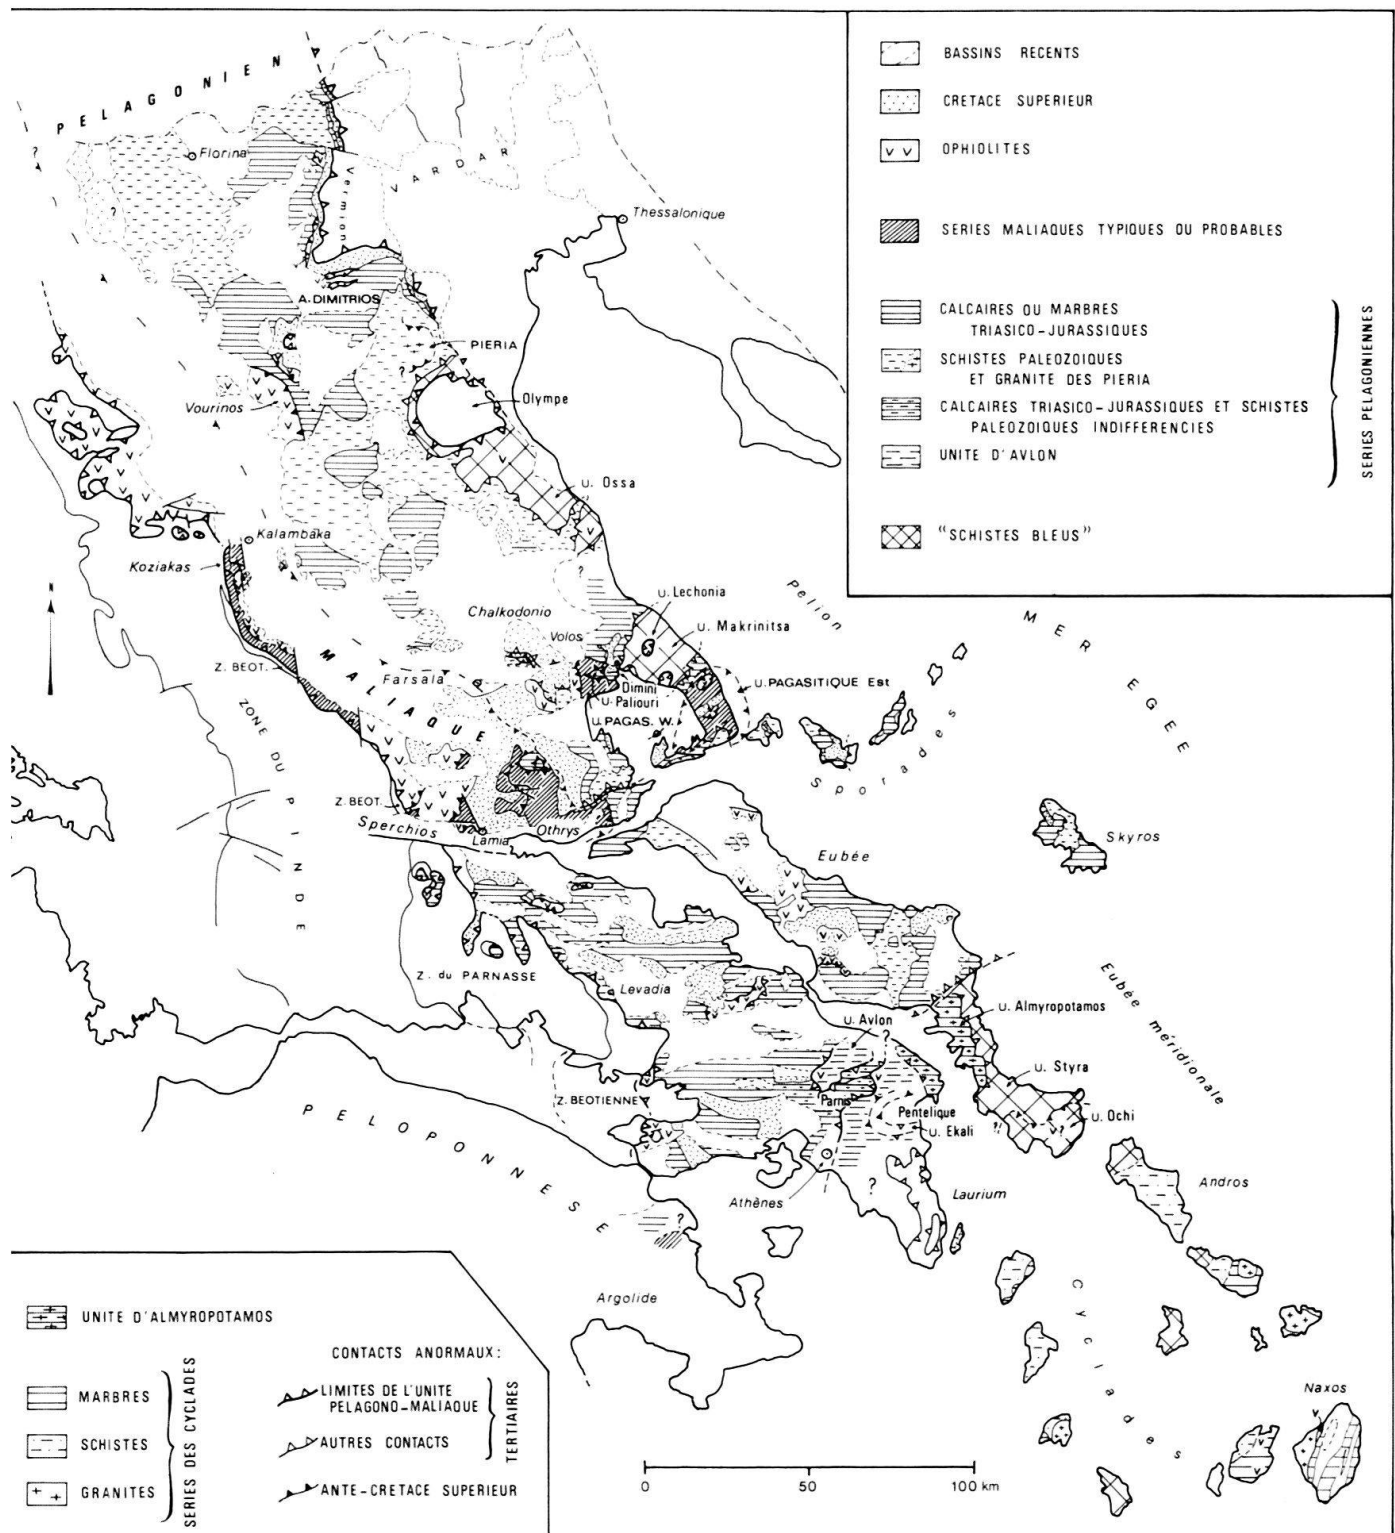 BASSINS RECENTS
CRETACE SUPERIEUR
OPHIOLITES
SERIES MALIAQUES TYPIQUES OU PROBABLES
CALCAIRES OU MARBRES
TRIASICO-JURASSIQUES
SCHISTES PALEOZOIQUES
ET GRANITE DES PIERIA
CALCAIRES TRIASICO-JURASSIQUES ET SCHISTES
PALEOZOIQUES INDIFFERENCIES
UNITE D'AVLON
SERIES PELAGONIENNES
"SCHISTES BLEUS"
PELAGONIEN
Florina
Vermion
VARDAR
Thessalonique
A. DIMITRIOS
PIERIA
Olympe
Vourinos
U. Ossa
Kalambaka
Koziakas
N
Chalkodonio
Volos
U. Lechonia
U. Makrinitsa
Pelion
MER EGEE
Z. BEOT.
MALIAQUE
Farsala
Dimini
U. Paliouri
U. PAGAS. W.
U. PAGASITIQUE Est
Sporades
ZONE DU PINDE
Z. BEOT.
Sperchios
Lamia
Othrys
Eubée
Skyros
Z. du PARNASSE
Levadia
U. Avlon
U. Almyropotamos
Eubée méridionale
U. Styra
U. Ochi
Z. BEOTIENNE
Parnis
Pentelique
U. Ekali
PELOPONNESE
Athènes
Laurium
Andros
Argolide
Cyclades
Naxos
UNITE D'ALMYROPOTAMOS
MARBRES
SCHISTES
GRANITES
SERIES DES CYCLADES
CONTACTS ANORMAUX:
LIMITES DE L'UNITE
PELAGONO-MALIAQUE
AUTRES CONTACTS
TERTIAIRES
ANTE-CRETACE SUPERIEUR
0 50 100 km